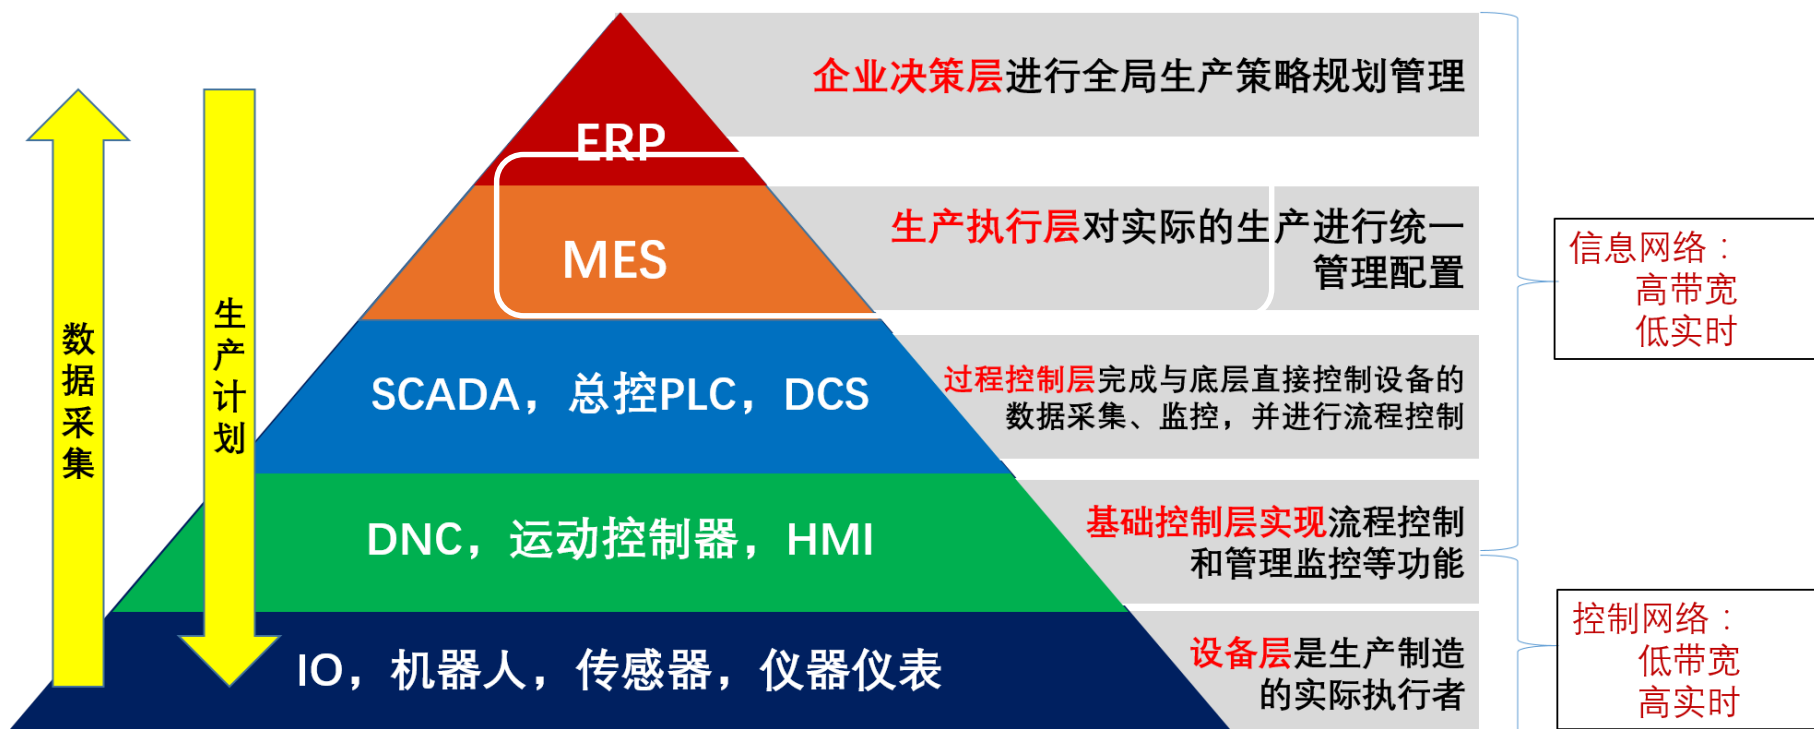 数据采集
生产计划
ERP
企业决策层进行全局生产策略规划管理
MES
生产执行层对实际的生产进行统一
管理配置
SCADA，总控PLC，DCS
过程控制层完成与底层直接控制设备的
数据采集、监控，并进行流程控制
DNC，运动控制器，HMI
基础控制层实现流程控制
和管理监控等功能
IO，机器人，传感器，仪器仪表
设备层是生产制造
的实际执行者
信息网络：
高带宽
低实时
控制网络：
低带宽
高实时